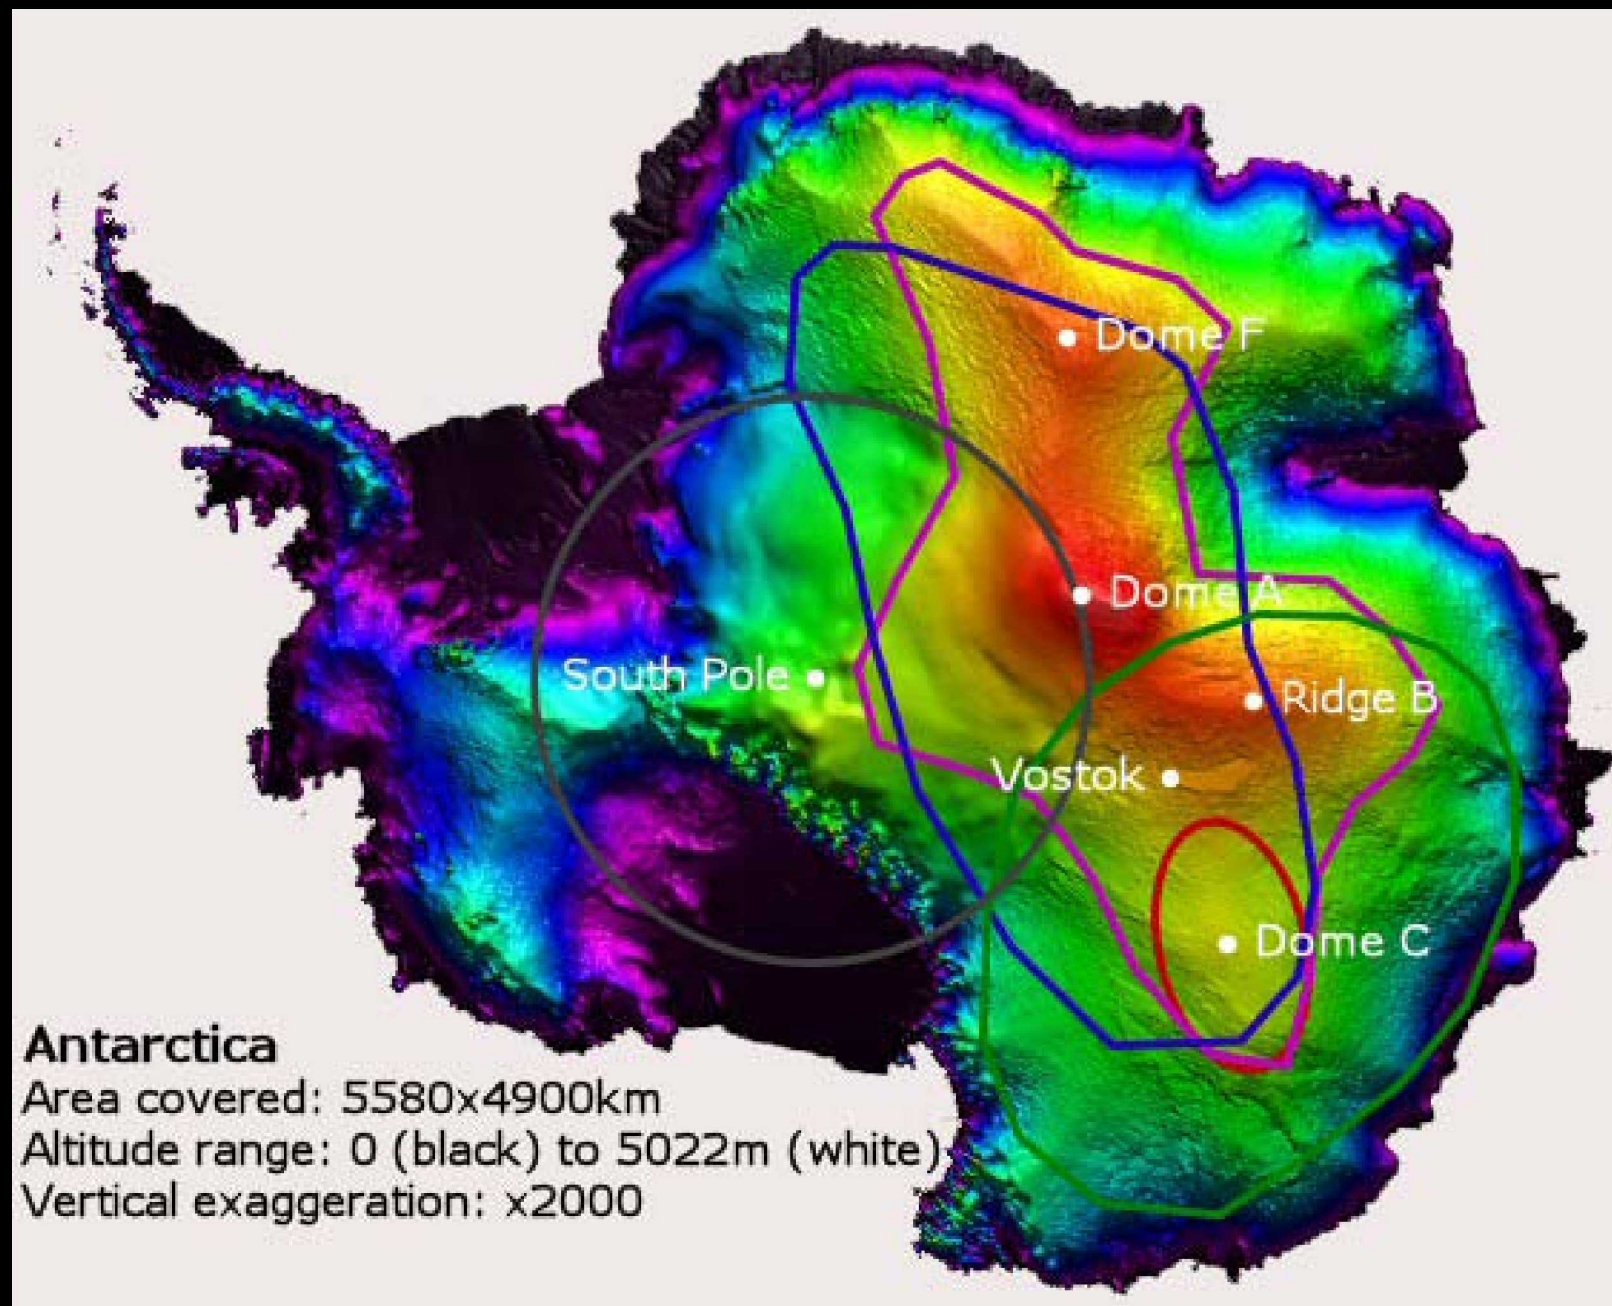 Dome F
Dome A
South Pole
Ridge B
Vostok
Dome C
Antarctica
Area covered: 5580x4900km
Altitude range: 0 (black) to 5022m (white)
Vertical exaggeration: x2000